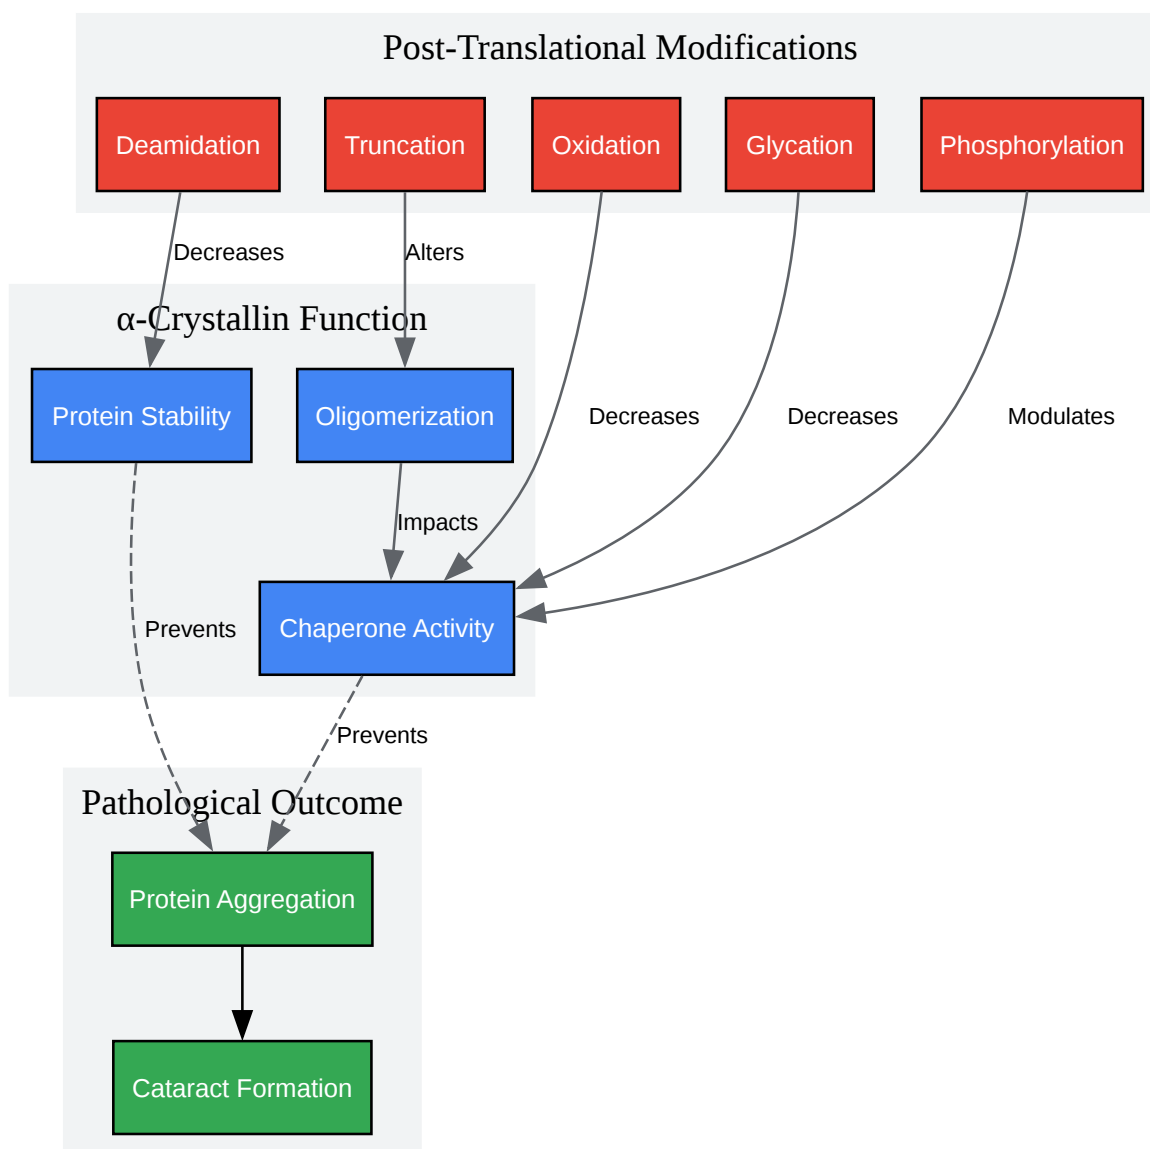 Post-Translational Modifications
Deamidation
Truncation
Oxidation
Glycation
Phosphorylation
Decreases
Alters
α-Crystallin Function
Protein Stability
Oligomerization
Decreases
Decreases
Modulates
Impacts
Prevents
Chaperone Activity
Prevents
Pathological Outcome
Protein Aggregation
Cataract Formation